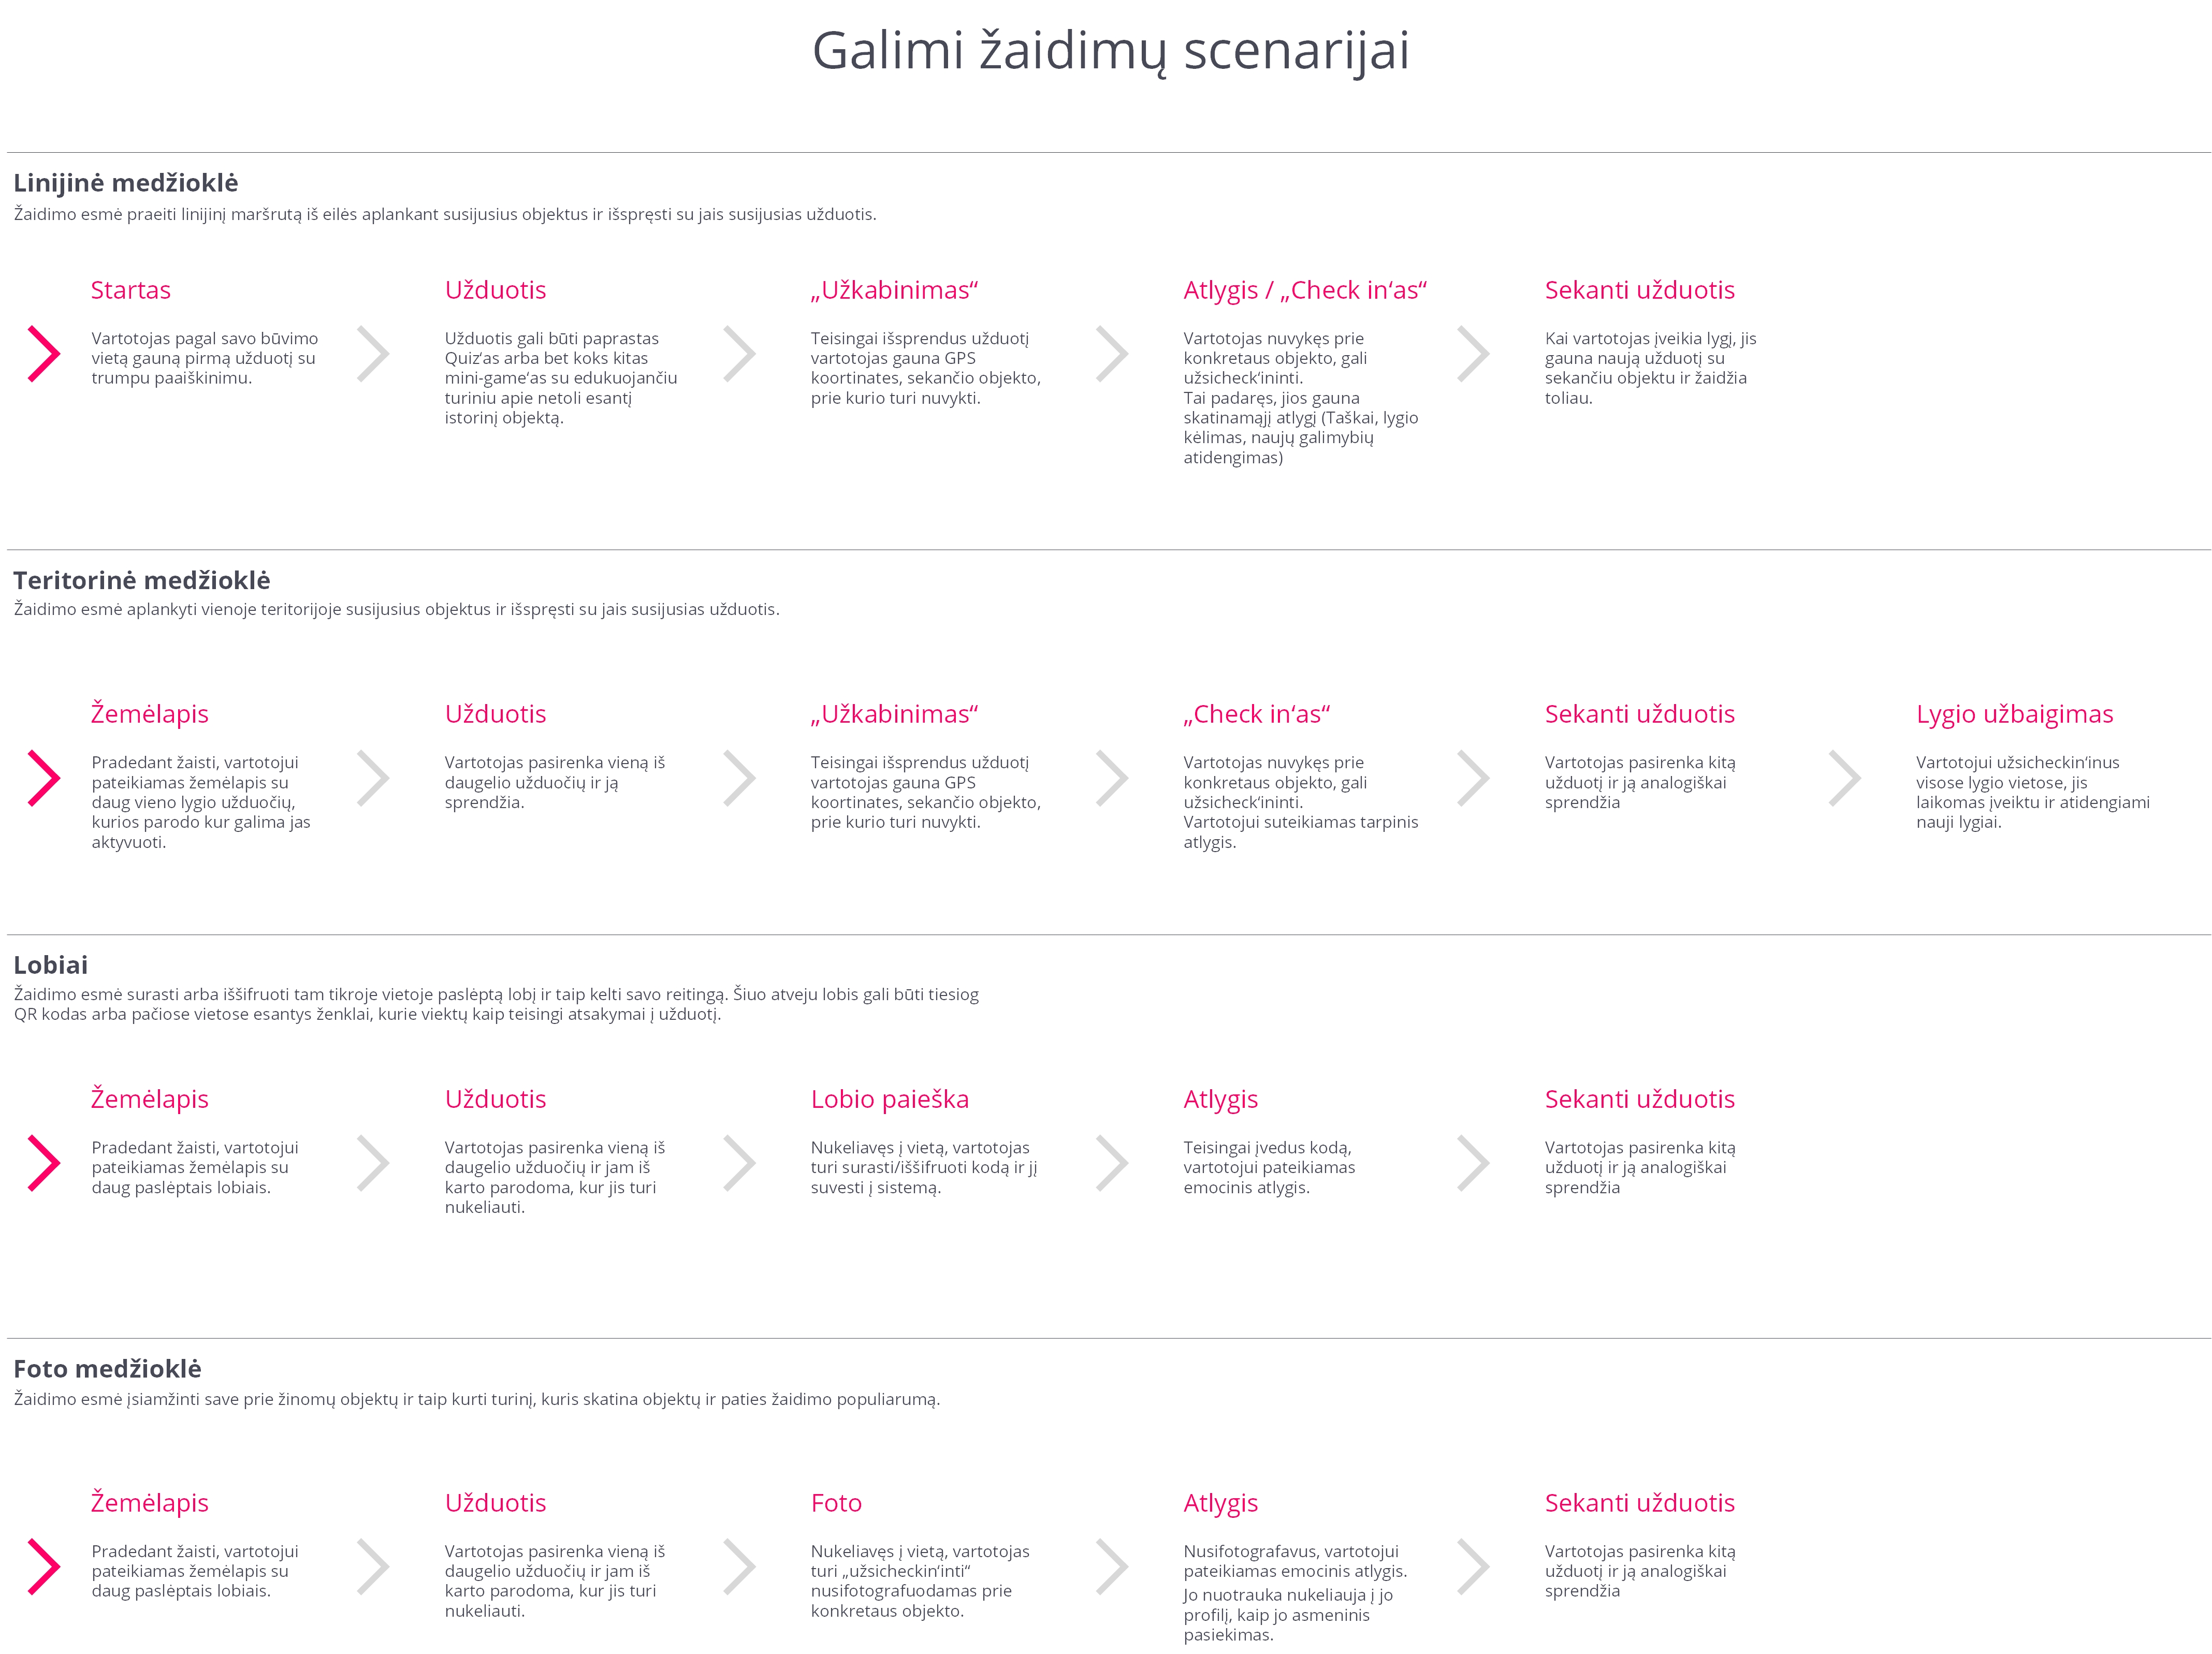 Galimi žaidimų scenarijai
Linijinė medžioklė
Žaidimo esmė praeiti linijinį maršrutą iš eilės aplankant susijusius objektus ir išspręsti su jais susijusias užduotis.
Startas
Vartotojas pagal savo būvimo
vietą gauną pirmą užduotį su
trumpu paaiškinimu.
Užduotis
Užduotis gali būti paprastas
Quiz‘as arba bet koks kitas
mini-game‘as su edukuojančiu
turiniu apie netoli esantį
istorinį objektą.
„Užkabinimas“
Teisingai išsprendus užduotį
vartotojas gauna GPS
koortinates, sekančio objekto,
prie kurio turi nuvykti.
Atlygis / „Check in‘as“
Vartotojas nuvykęs prie
konkretaus objekto, gali
užsicheck‘ininti.
Tai padaręs, jios gauna
skatinamąjį atlygį (Taškai, lygio
kėlimas, naujų galimybių
atidengimas)
Sekanti užduotis
Kai vartotojas įveikia lygį, jis
gauna naują užduotį su
sekančiu objektu ir žaidžia
toliau.
Teritorinė medžioklė
Žaidimo esmė aplankyti vienoje teritorijoje susijusius objektus ir išspręsti su jais susijusias užduotis.
Žemėlapis
Pradedant žaisti, vartotojui
pateikiamas žemėlapis su
daug vieno lygio užduočių,
kurios parodo kur galima jas
aktyvuoti.
Užduotis
Vartotojas pasirenka vieną iš
daugelio užduočių ir ją
sprendžia.
„Užkabinimas“
Teisingai išsprendus užduotį
vartotojas gauna GPS
koortinates, sekančio objekto,
prie kurio turi nuvykti.
„Check in‘as“
Vartotojas nuvykęs prie
konkretaus objekto, gali
užsicheck‘ininti.
Vartotojui suteikiamas tarpinis
atlygis.
Sekanti užduotis
Vartotojas pasirenka kitą
užduotį ir ją analogiškai
sprendžia
Lygio užbaigimas
Vartotojui užsicheckin‘inus
visose lygio vietose, jis
laikomas įveiktu ir atidengiami
nauji lygiai.
Lobiai
Žaidimo esmė surasti arba iššifruoti tam tikroje vietoje paslėptą lobį ir taip kelti savo reitingą. Šiuo atveju lobis gali būti tiesiog
QR kodas arba pačiose vietose esantys ženklai, kurie viektų kaip teisingi atsakymai į užduotį.
Žemėlapis
Pradedant žaisti, vartotojui
pateikiamas žemėlapis su
daug paslėptais lobiais.
Užduotis
Vartotojas pasirenka vieną iš
daugelio užduočių ir jam iš
karto parodoma, kur jis turi
nukeliauti.
Lobio paieška
Nukeliavęs į vietą, vartotojas
turi surasti/iššifruoti kodą ir jį
suvesti į sistemą.
Atlygis
Teisingai įvedus kodą,
vartotojui pateikiamas
emocinis atlygis.
Sekanti užduotis
Vartotojas pasirenka kitą
užduotį ir ją analogiškai
sprendžia
Foto medžioklė
Žaidimo esmė įsiamžinti save prie žinomų objektų ir taip kurti turinį, kuris skatina objektų ir paties žaidimo populiarumą.
Žemėlapis
Pradedant žaisti, vartotojui
pateikiamas žemėlapis su
daug paslėptais lobiais.
Užduotis
Vartotojas pasirenka vieną iš
daugelio užduočių ir jam iš
karto parodoma, kur jis turi
nukeliauti.
Foto
Nukeliavęs į vietą, vartotojas
turi „užsicheckin‘inti“
nusifotografuodamas prie
konkretaus objekto.
Atlygis
Nusifotografavus, vartotojui
pateikiamas emocinis atlygis.
Jo nuotrauka nukeliauja į jo
profilį, kaip jo asmeninis
pasiekimas.
Sekanti užduotis
Vartotojas pasirenka kitą
užduotį ir ją analogiškai
sprendžia